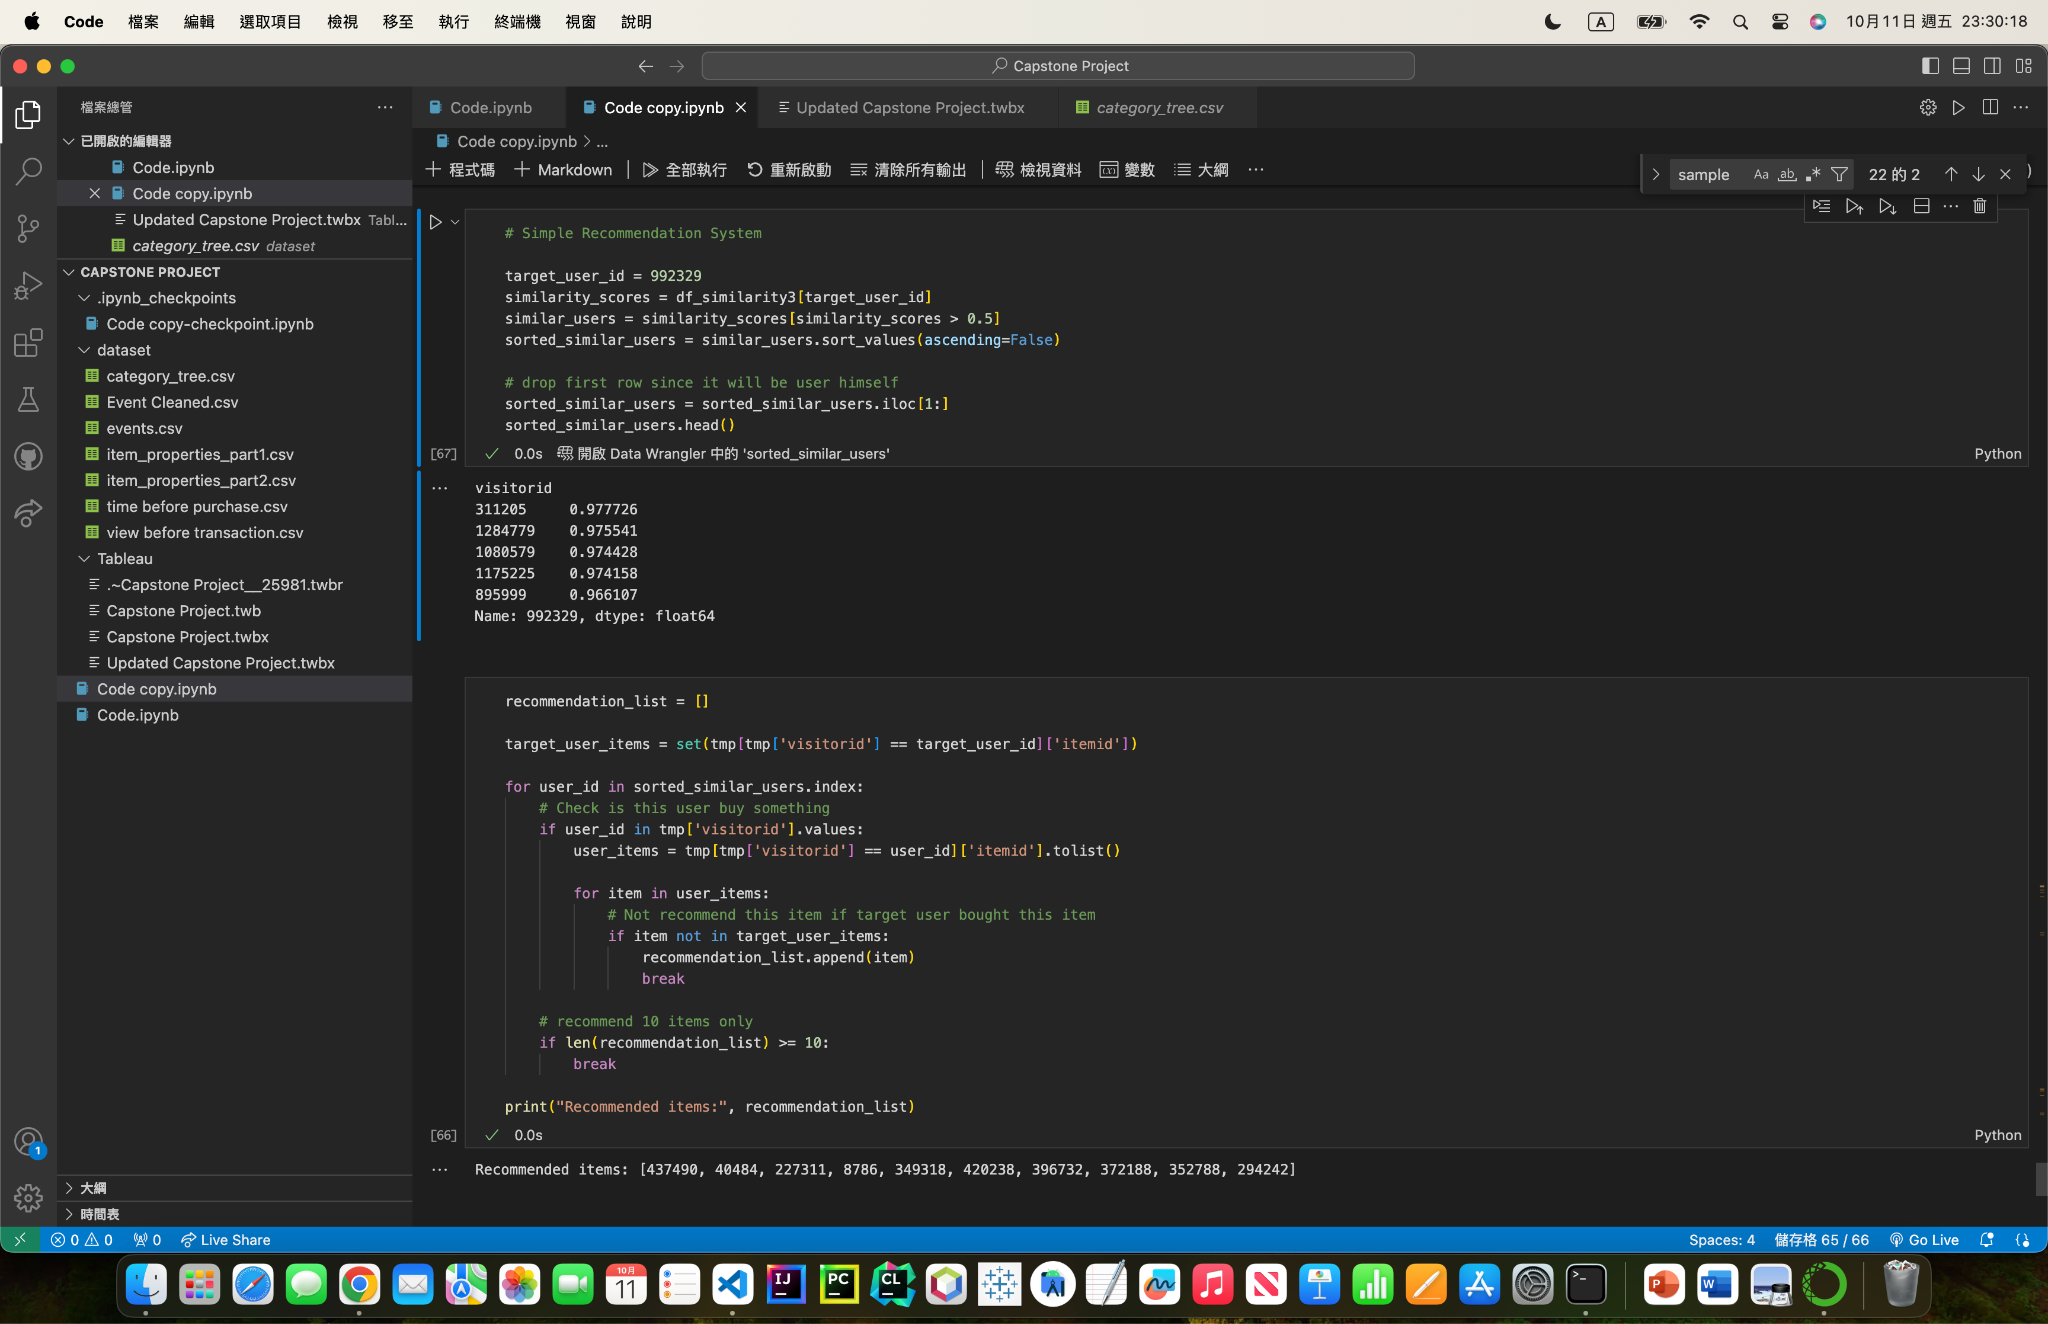 Code 檔案 編輯 選取項目 檢視 移至 執行 終端機 視窗 說明 A 10月11日 週五 23:30:18
Capstone Project
檔案總管
Code.ipynb Code copy.ipynb Updated Capstone Project.twbx category_tree.csv
已開啟的編輯器
Code.ipynb
Code copy.ipynb
Updated Capstone Project.twbx Tabl...
category_tree.csv dataset
CAPSTONE PROJECT
.ipynb_checkpoints
Code copy-checkpoint.ipynb
dataset
category_tree.csv
Event Cleaned.csv
events.csv
item_properties_part1.csv
item_properties_part2.csv
time before purchase.csv
view before transaction.csv
Tableau
.~Capstone Project__25981.twbr
Capstone Project.twb
Capstone Project.twbx
Updated Capstone Project.twbx
Code copy.ipynb
Code.ipynb
大綱
時間表
Code copy.ipynb > ...
+ 程式碼 + Markdown 全部執行 重新啟動 清除所有輸出 檢視資料 變數 大綱 ...
sample Aa ab .* 22 的 2
# Simple Recommendation System
target_user_id = 992329
similarity_scores = df_similarity3[target_user_id]
similar_users = similarity_scores[similarity_scores > 0.5]
sorted_similar_users = similar_users.sort_values(ascending=False)
# drop first row since it will be user himself
sorted_similar_users = sorted_similar_users.iloc[1:]
sorted_similar_users.head()
[67] 0.0s 開啟 Data Wrangler 中的 'sorted_similar_users' Python
... visitorid
311205 0.977726
1284779 0.975541
1080579 0.974428
1175225 0.974158
895999 0.966107
Name: 992329, dtype: float64
recommendation_list = []
target_user_items = set(tmp[tmp['visitorid'] == target_user_id]['itemid'])
for user_id in sorted_similar_users.index:
# Check is this user buy something
if user_id in tmp['visitorid'].values:
user_items = tmp[tmp['visitorid'] == user_id]['itemid'].tolist()
for item in user_items:
# Not recommend this item if target user bought this item
if item not in target_user_items:
recommendation_list.append(item)
break
# recommend 10 items only
if len(recommendation_list) >= 10:
break
print("Recommended items:", recommendation_list)
[66] 0.0s Python
... Recommended items: [437490, 40484, 227311, 8786, 349318, 420238, 396732, 372188, 352788, 294242]
1
0 0 0 Live Share Spaces: 4 儲存格 65 / 66 Go Live
10月
11
IJ
PC
CL
P
W